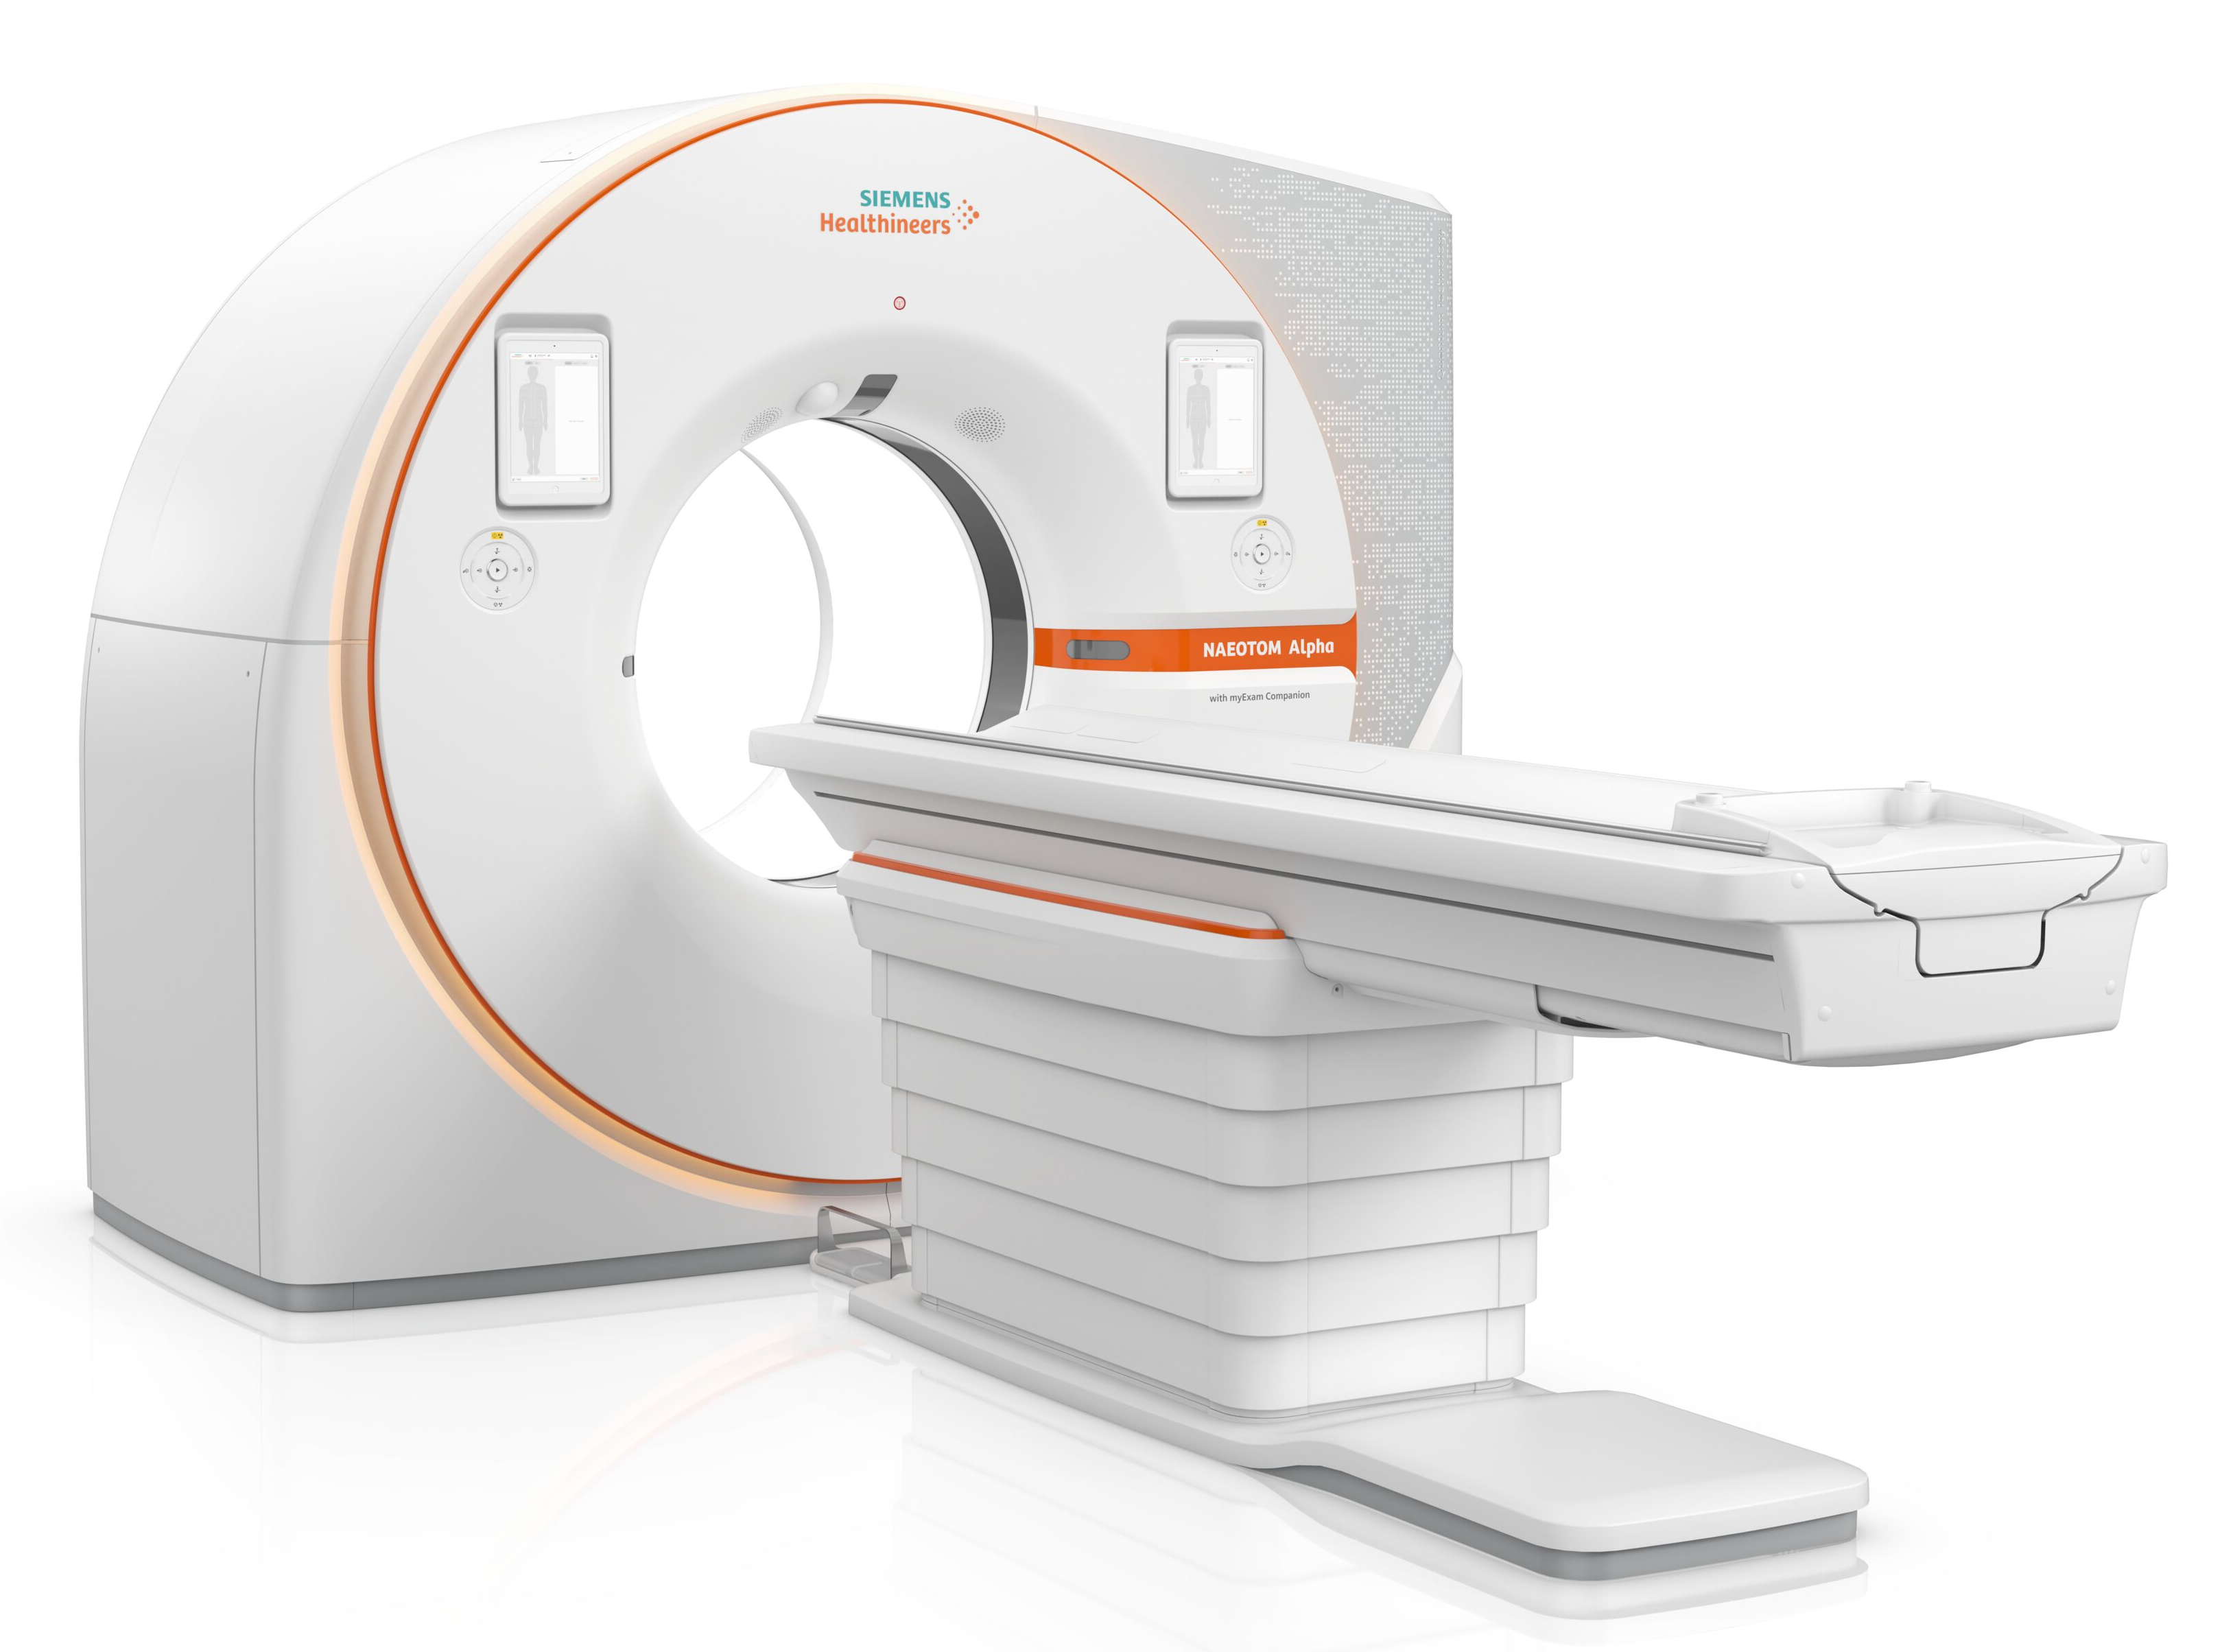 SIEMENS
Healthineers
NAEOTOM Alpha
with myExam Companion